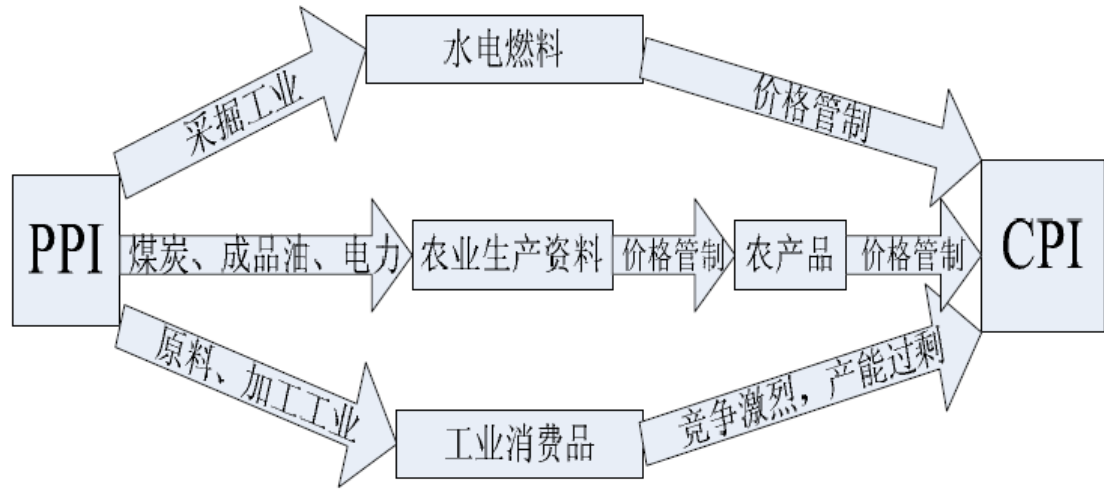 水电燃料
采掘工业
价格管制
PPI
煤炭、成品油、电力
农业生产资料
价格管制
农产品
价格管制
CPI
原料、加工工业
工业消费品
竞争激烈，产能过剩